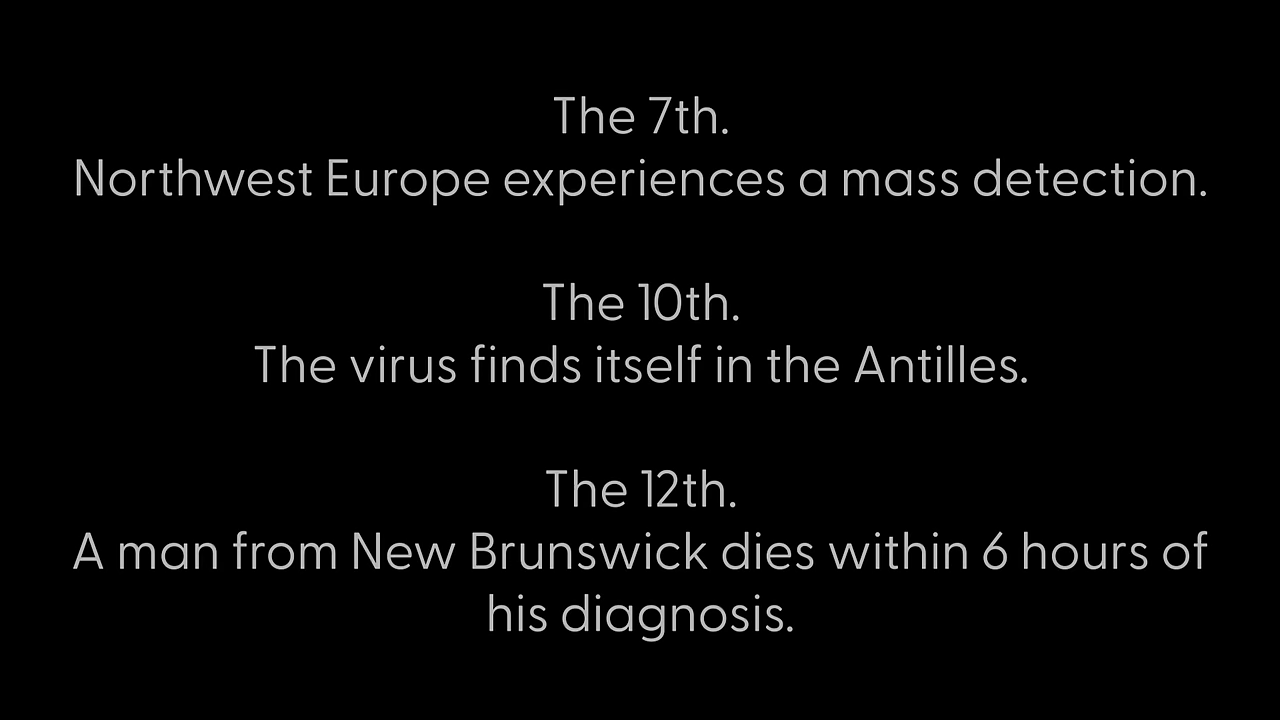 The 7th.
Northwest Europe experiences a mass detection.
The 10th.
The virus finds itself in the Antilles.
The 12th.
A man from New Brunswick dies within 6 hours of
his diagnosis.